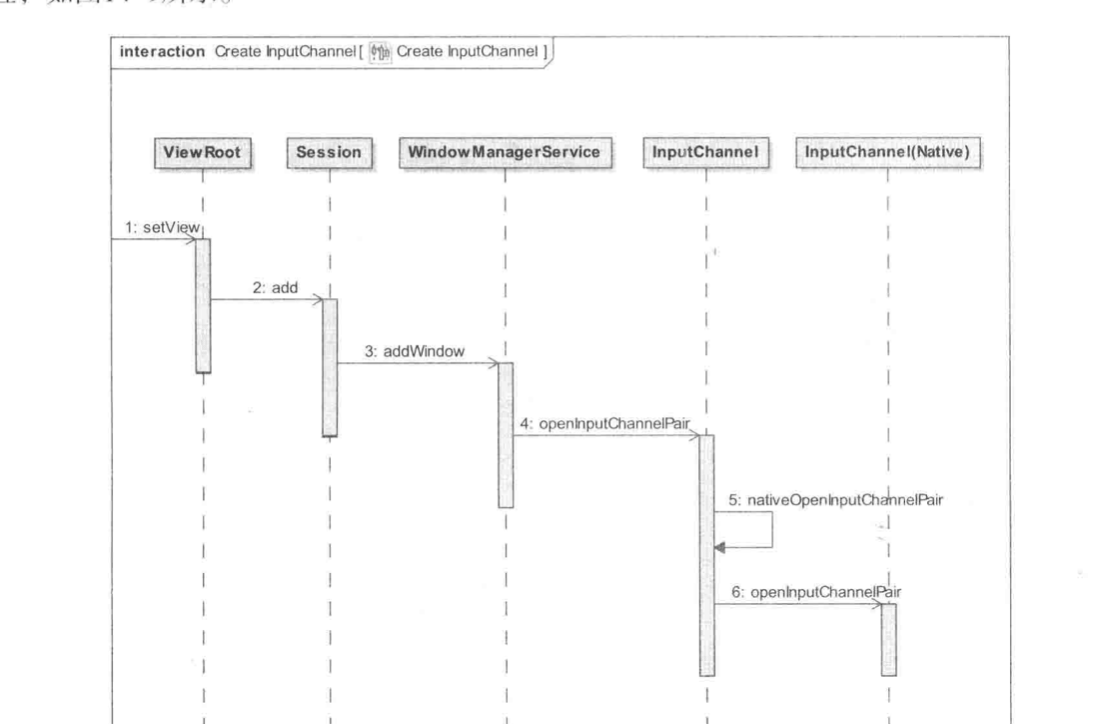 interaction Create InputChannel[ Create InputChannel ]
ViewRoot Session WindowManagerService InputChannel InputChannel(Native)
1: setView
2: add
3: addWindow
4: openInputChannelPair
5: nativeOpenInputChannelPair
6: openInputChannelPair